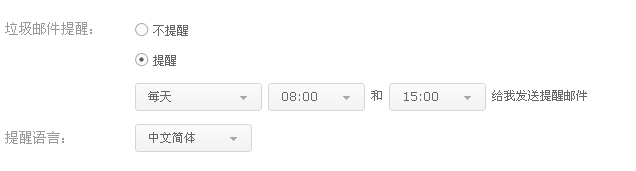 垃圾邮件提醒： 不提醒
提醒
每天 08:00 和 15:00 给我发送提醒邮件
提醒语言： 中文简体